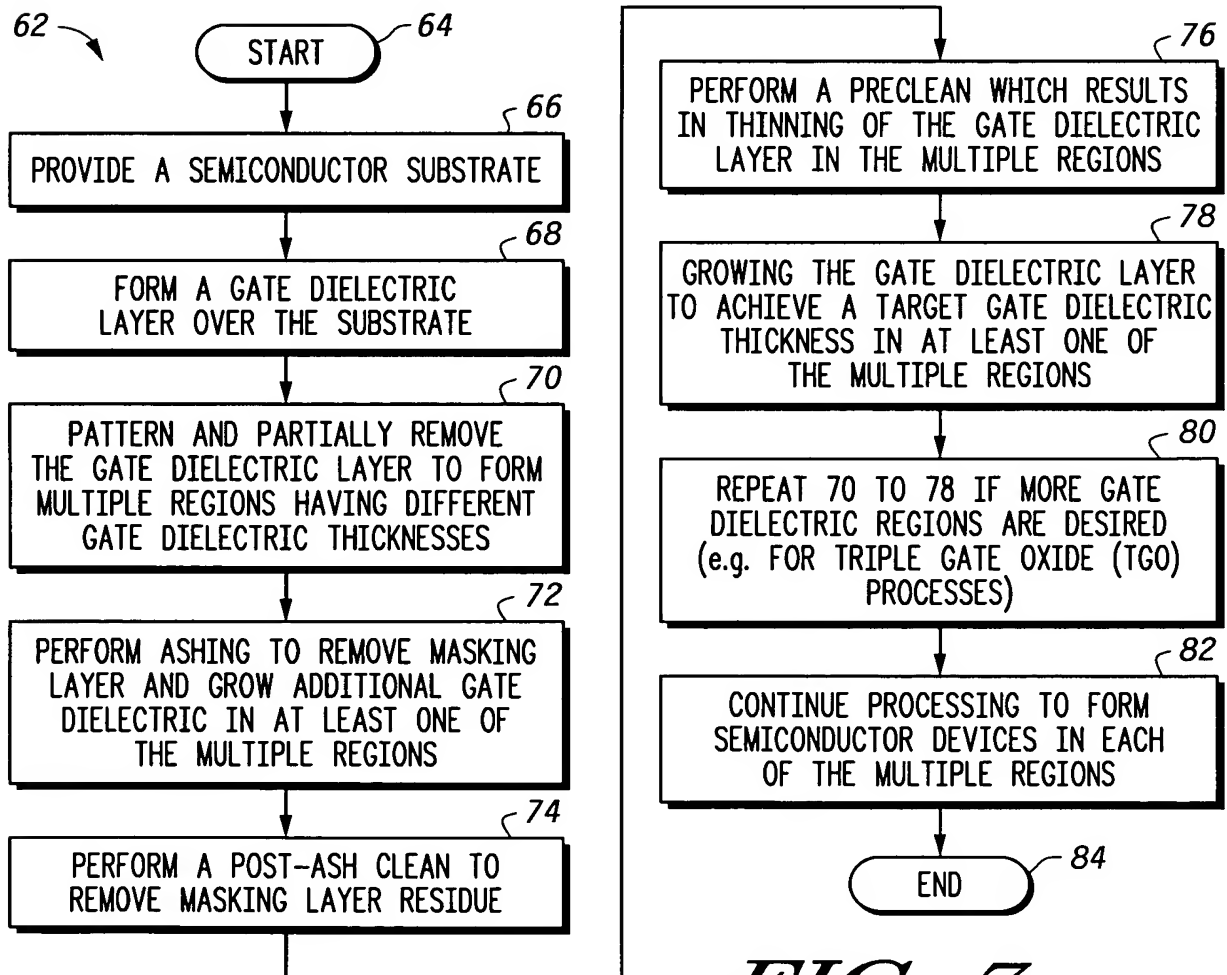 62
START
64
66
PROVIDE A SEMICONDUCTOR SUBSTRATE
68
FORM A GATE DIELECTRIC
LAYER OVER THE SUBSTRATE
70
PATTERN AND PARTIALLY REMOVE
THE GATE DIELECTRIC LAYER TO FORM
MULTIPLE REGIONS HAVING DIFFERENT
GATE DIELECTRIC THICKNESSES
72
PERFORM ASHING TO REMOVE MASKING
LAYER AND GROW ADDITIONAL GATE
DIELECTRIC IN AT LEAST ONE OF
THE MULTIPLE REGIONS
74
PERFORM A POST-ASH CLEAN TO
REMOVE MASKING LAYER RESIDUE
76
PERFORM A PRECLEAN WHICH RESULTS
IN THINNING OF THE GATE DIELECTRIC
LAYER IN THE MULTIPLE REGIONS
78
GROWING THE GATE DIELECTRIC LAYER
TO ACHIEVE A TARGET GATE DIELECTRIC
THICKNESS IN AT LEAST ONE OF
THE MULTIPLE REGIONS
80
REPEAT 70 TO 78 IF MORE GATE
DIELECTRIC REGIONS ARE DESIRED
(e.g. FOR TRIPLE GATE OXIDE (TGO)
PROCESSES)
82
CONTINUE PROCESSING TO FORM
SEMICONDUCTOR DEVICES IN EACH
OF THE MULTIPLE REGIONS
END
84